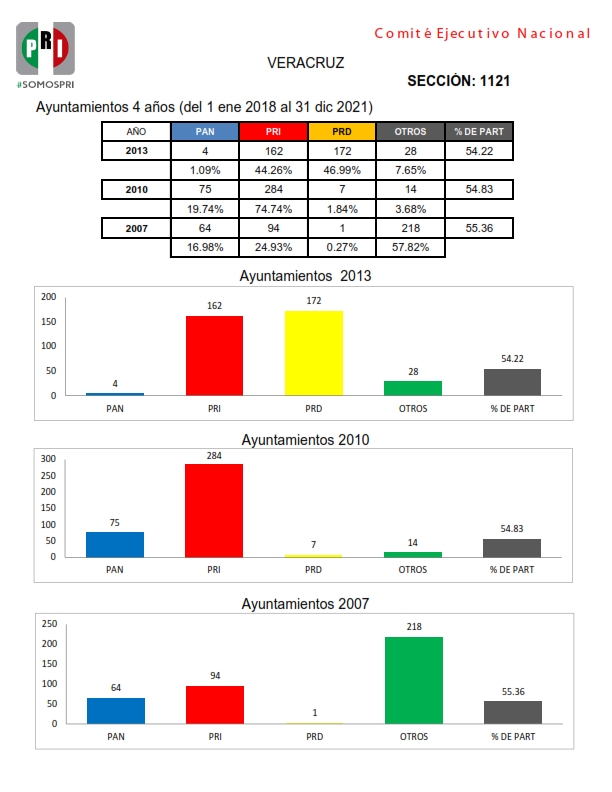 PRI
Comité Ejecutivo Nacional
#SOMOSPRI
VERACRUZ
SECCIÓN: 1121
Ayuntamientos 4 años (del 1 ene 2018 al 31 dic 2021)
AÑO PAN PRI PRD OTROS % DE PART
2013 4 162 172 28 54.22
1.09% 44.26% 46.99% 7.65%
2010 75 284 7 14 54.83
19.74% 74.74% 1.84% 3.68%
2007 64 94 1 218 55.36
16.98% 24.93% 0.27% 57.82%
Ayuntamientos 2013
200
150
100
50
0
4 162 172 28 54.22
PAN PRI PRD OTROS % DE PART
Ayuntamientos 2010
300
250
200
150
100
50
0
75 284 7 14 54.83
PAN PRI PRD OTROS % DE PART
Ayuntamientos 2007
250
200
150
100
50
0
64 94 1 218 55.36
PAN PRI PRD OTROS % DE PART